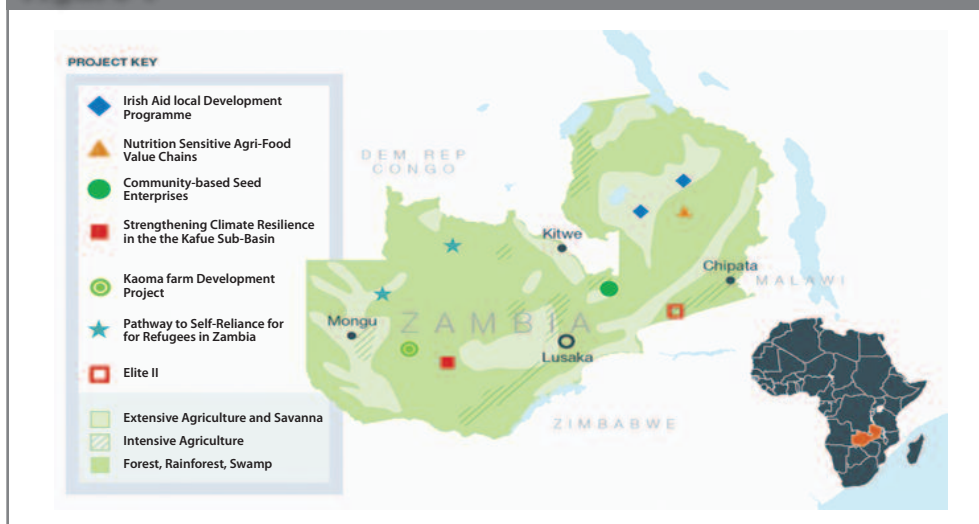 PROJECT KEY
Irish Aid local Development
Programme
Nutrition Sensitive Agri-Food
Value Chains
Community-based Seed
Enterprises
Strengthening Climate Resilience
in the the Kafue Sub-Basin
Kaoma farm Development
Project
Pathway to Self-Reliance for
for Refugees in Zambia
Elite II
Extensive Agriculture and Savanna
Intensive Agriculture
Forest, Rainforest, Swamp
DEM REP
CONGO
Kitwe
Chipata
MALAWI
Mongu
ZAMBIA
Lusaka
ZIMBABWE